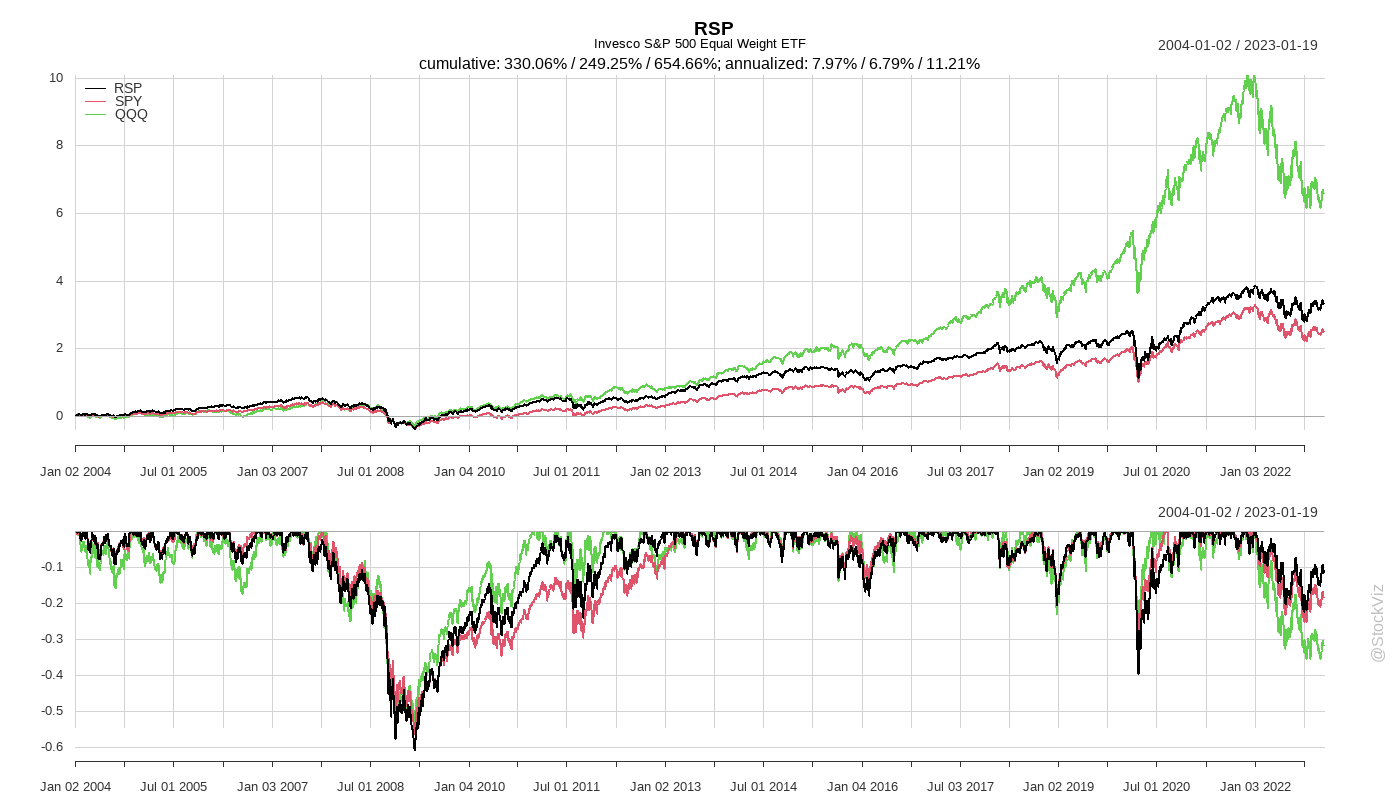 RSP
Invesco S&P 500 Equal Weight ETF
2004-01-02 / 2023-01-19
cumulative: 330.06% / 249.25% / 654.66%; annualized: 7.97% / 6.79% / 11.21%
RSP
SPY
QQQ
10
8
6
4
2
0
Jan 02 2004 Jul 01 2005 Jan 03 2007 Jul 01 2008 Jan 04 2010 Jul 01 2011 Jan 02 2013 Jul 01 2014 Jan 04 2016 Jul 03 2017 Jan 02 2019 Jul 01 2020 Jan 03 2022
2004-01-02 / 2023-01-19
-0.1
-0.2
-0.3
-0.4
-0.5
-0.6
Jan 02 2004 Jul 01 2005 Jan 03 2007 Jul 01 2008 Jan 04 2010 Jul 01 2011 Jan 02 2013 Jul 01 2014 Jan 04 2016 Jul 03 2017 Jan 02 2019 Jul 01 2020 Jan 03 2022
@StockViz